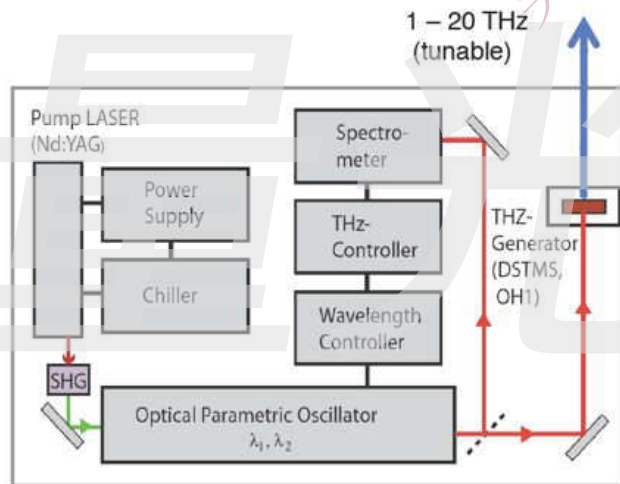 1 – 20 THz
(tunable)
Pump LASER
(Nd:YAG)
Power
Supply
Chiller
SHG
Spectro-
meter
THz-
Controller
Wavelength
Controller
THZ-
Generator
(DSTMS,
OH1)
Optical Parametric Oscillator
λ₁, λ₂